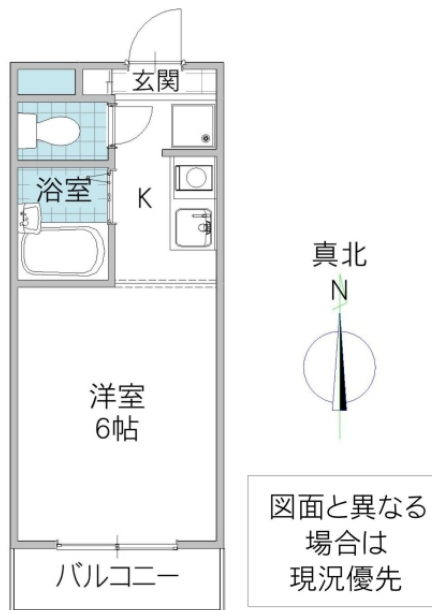 玄関
浴室
K
洋室
6帖
バルコニー
真北
N
図面と異なる
場合は
現況優先